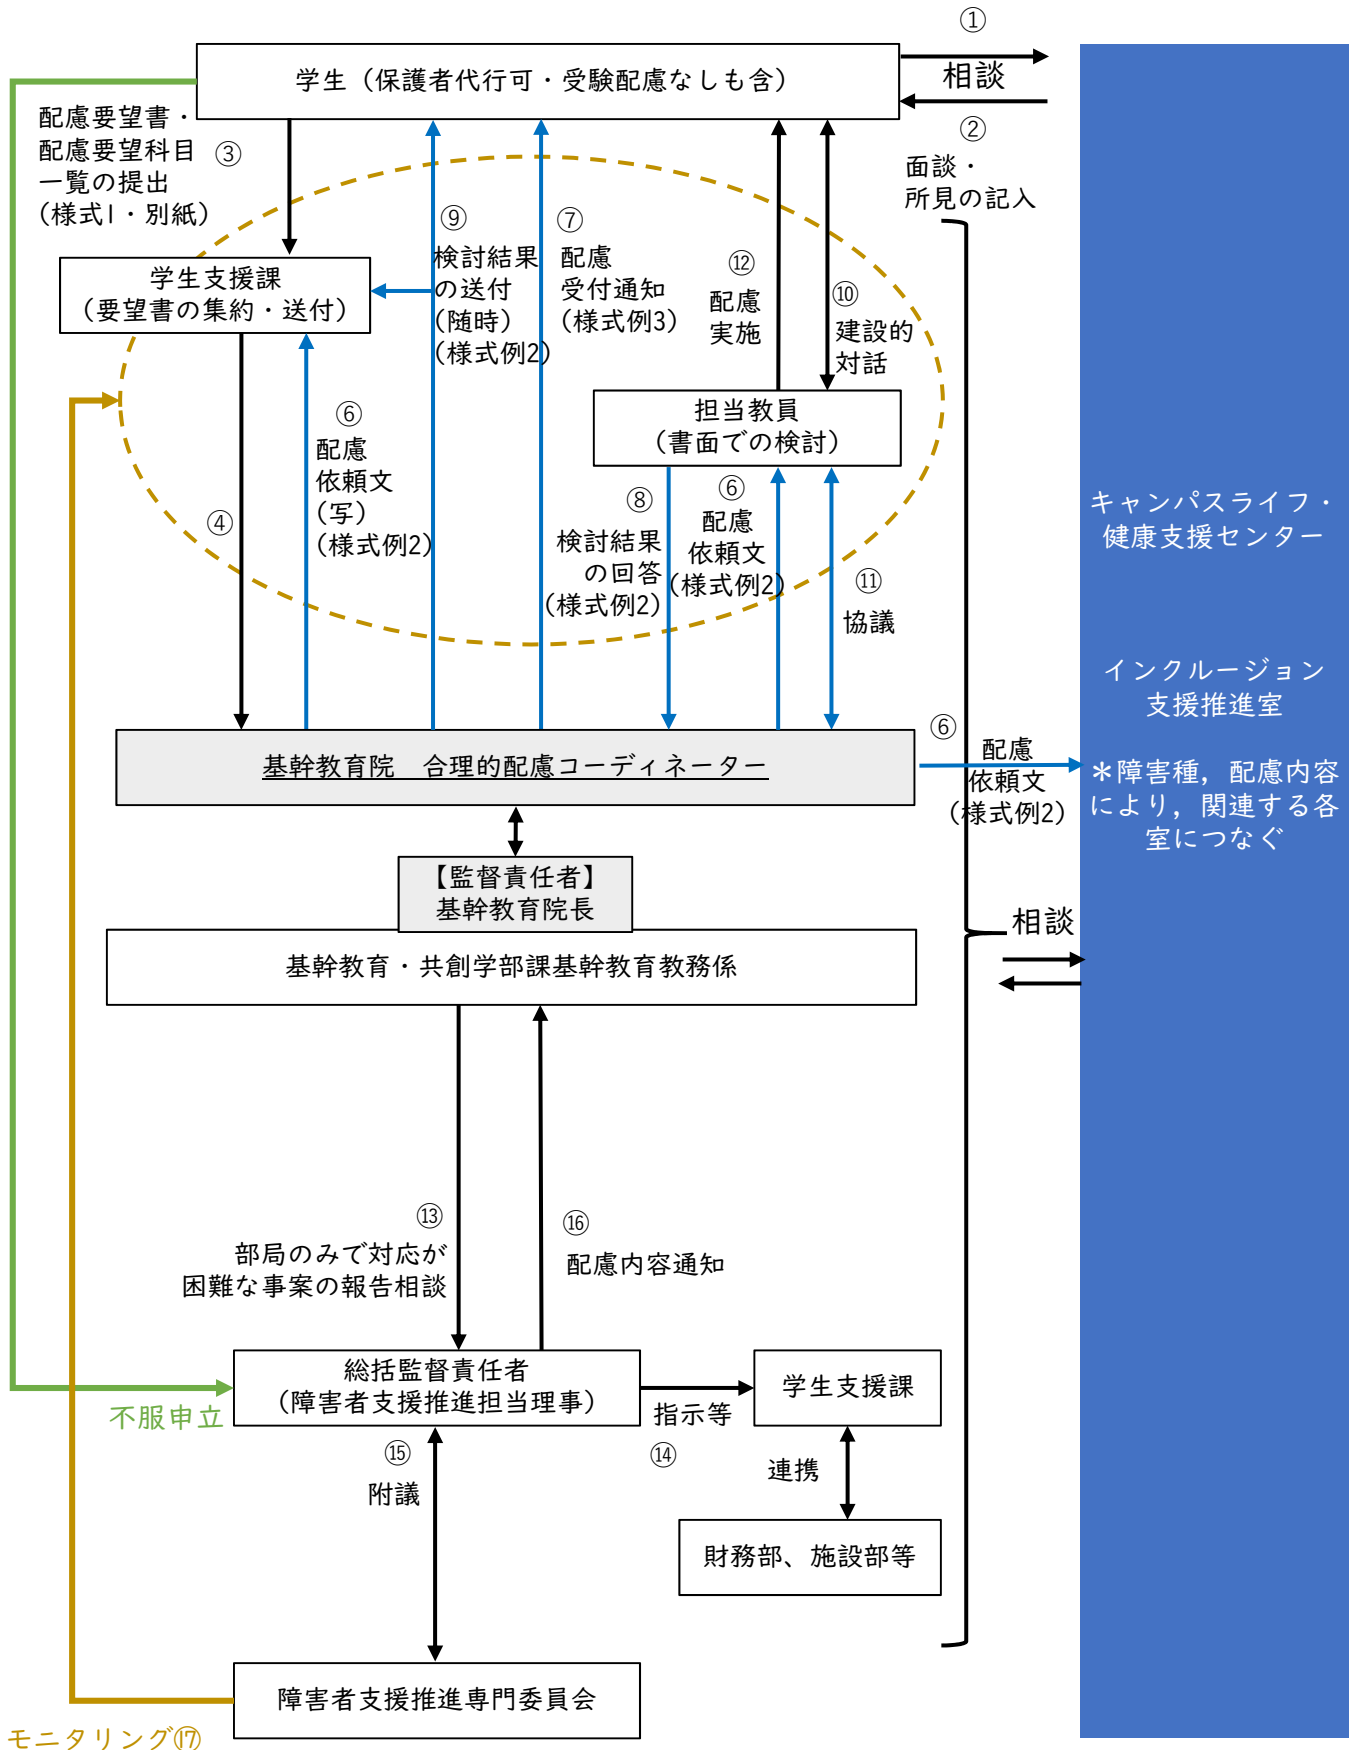 ①
学生（保護者代行可・受験配慮なしも含）
相談
②
面談・
所見の記入
配慮要望書・
配慮要望科目
一覧の提出
(様式1・別紙)
③
学生支援課
（要望書の集約・送付）
⑨
検討結果
の送付
(随時)
(様式例2)
⑦
配慮
受付通知
(様式例3)
⑫
配慮
実施
⑩
建設的
対話
担当教員
（書面での検討）
④
⑥
配慮
依頼文
(写)
(様式例2)
⑧
検討結果
の回答
(様式例2)
⑥
配慮
依頼文
(様式例2)
⑪
協議
キャンパスライフ・
健康支援センター
インクルージョン
支援推進室
＊障害種，配慮内容
により，関連する各
室につなぐ
基幹教育院　合理的配慮コーディネーター
⑥
配慮
依頼文
(様式例2)
【監督責任者】
基幹教育院長
相談
基幹教育・共創学部課基幹教育教務係
⑬
部局のみで対応が
困難な事案の報告相談
⑯
配慮内容通知
総括監督責任者
（障害者支援推進担当理事）
不服申立
指示等
⑭
学生支援課
連携
財務部、施設部等
⑮
附議
障害者支援推進専門委員会
モニタリング⑰